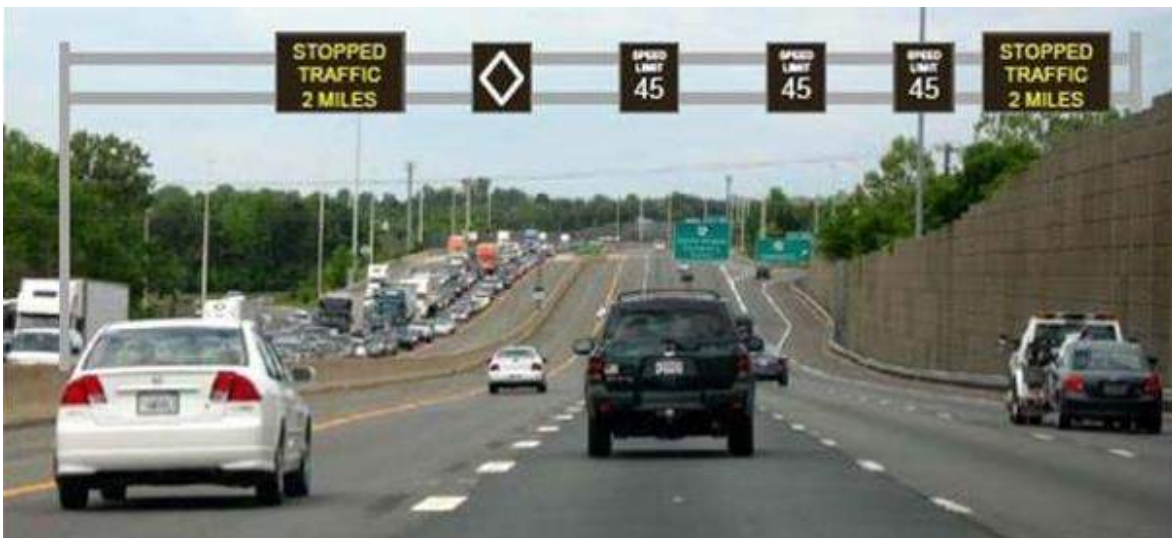 STOPPED
TRAFFIC
2 MILES
SPEED
LIMIT
45
SPEED
LIMIT
45
SPEED
LIMIT
45
STOPPED
TRAFFIC
2 MILES